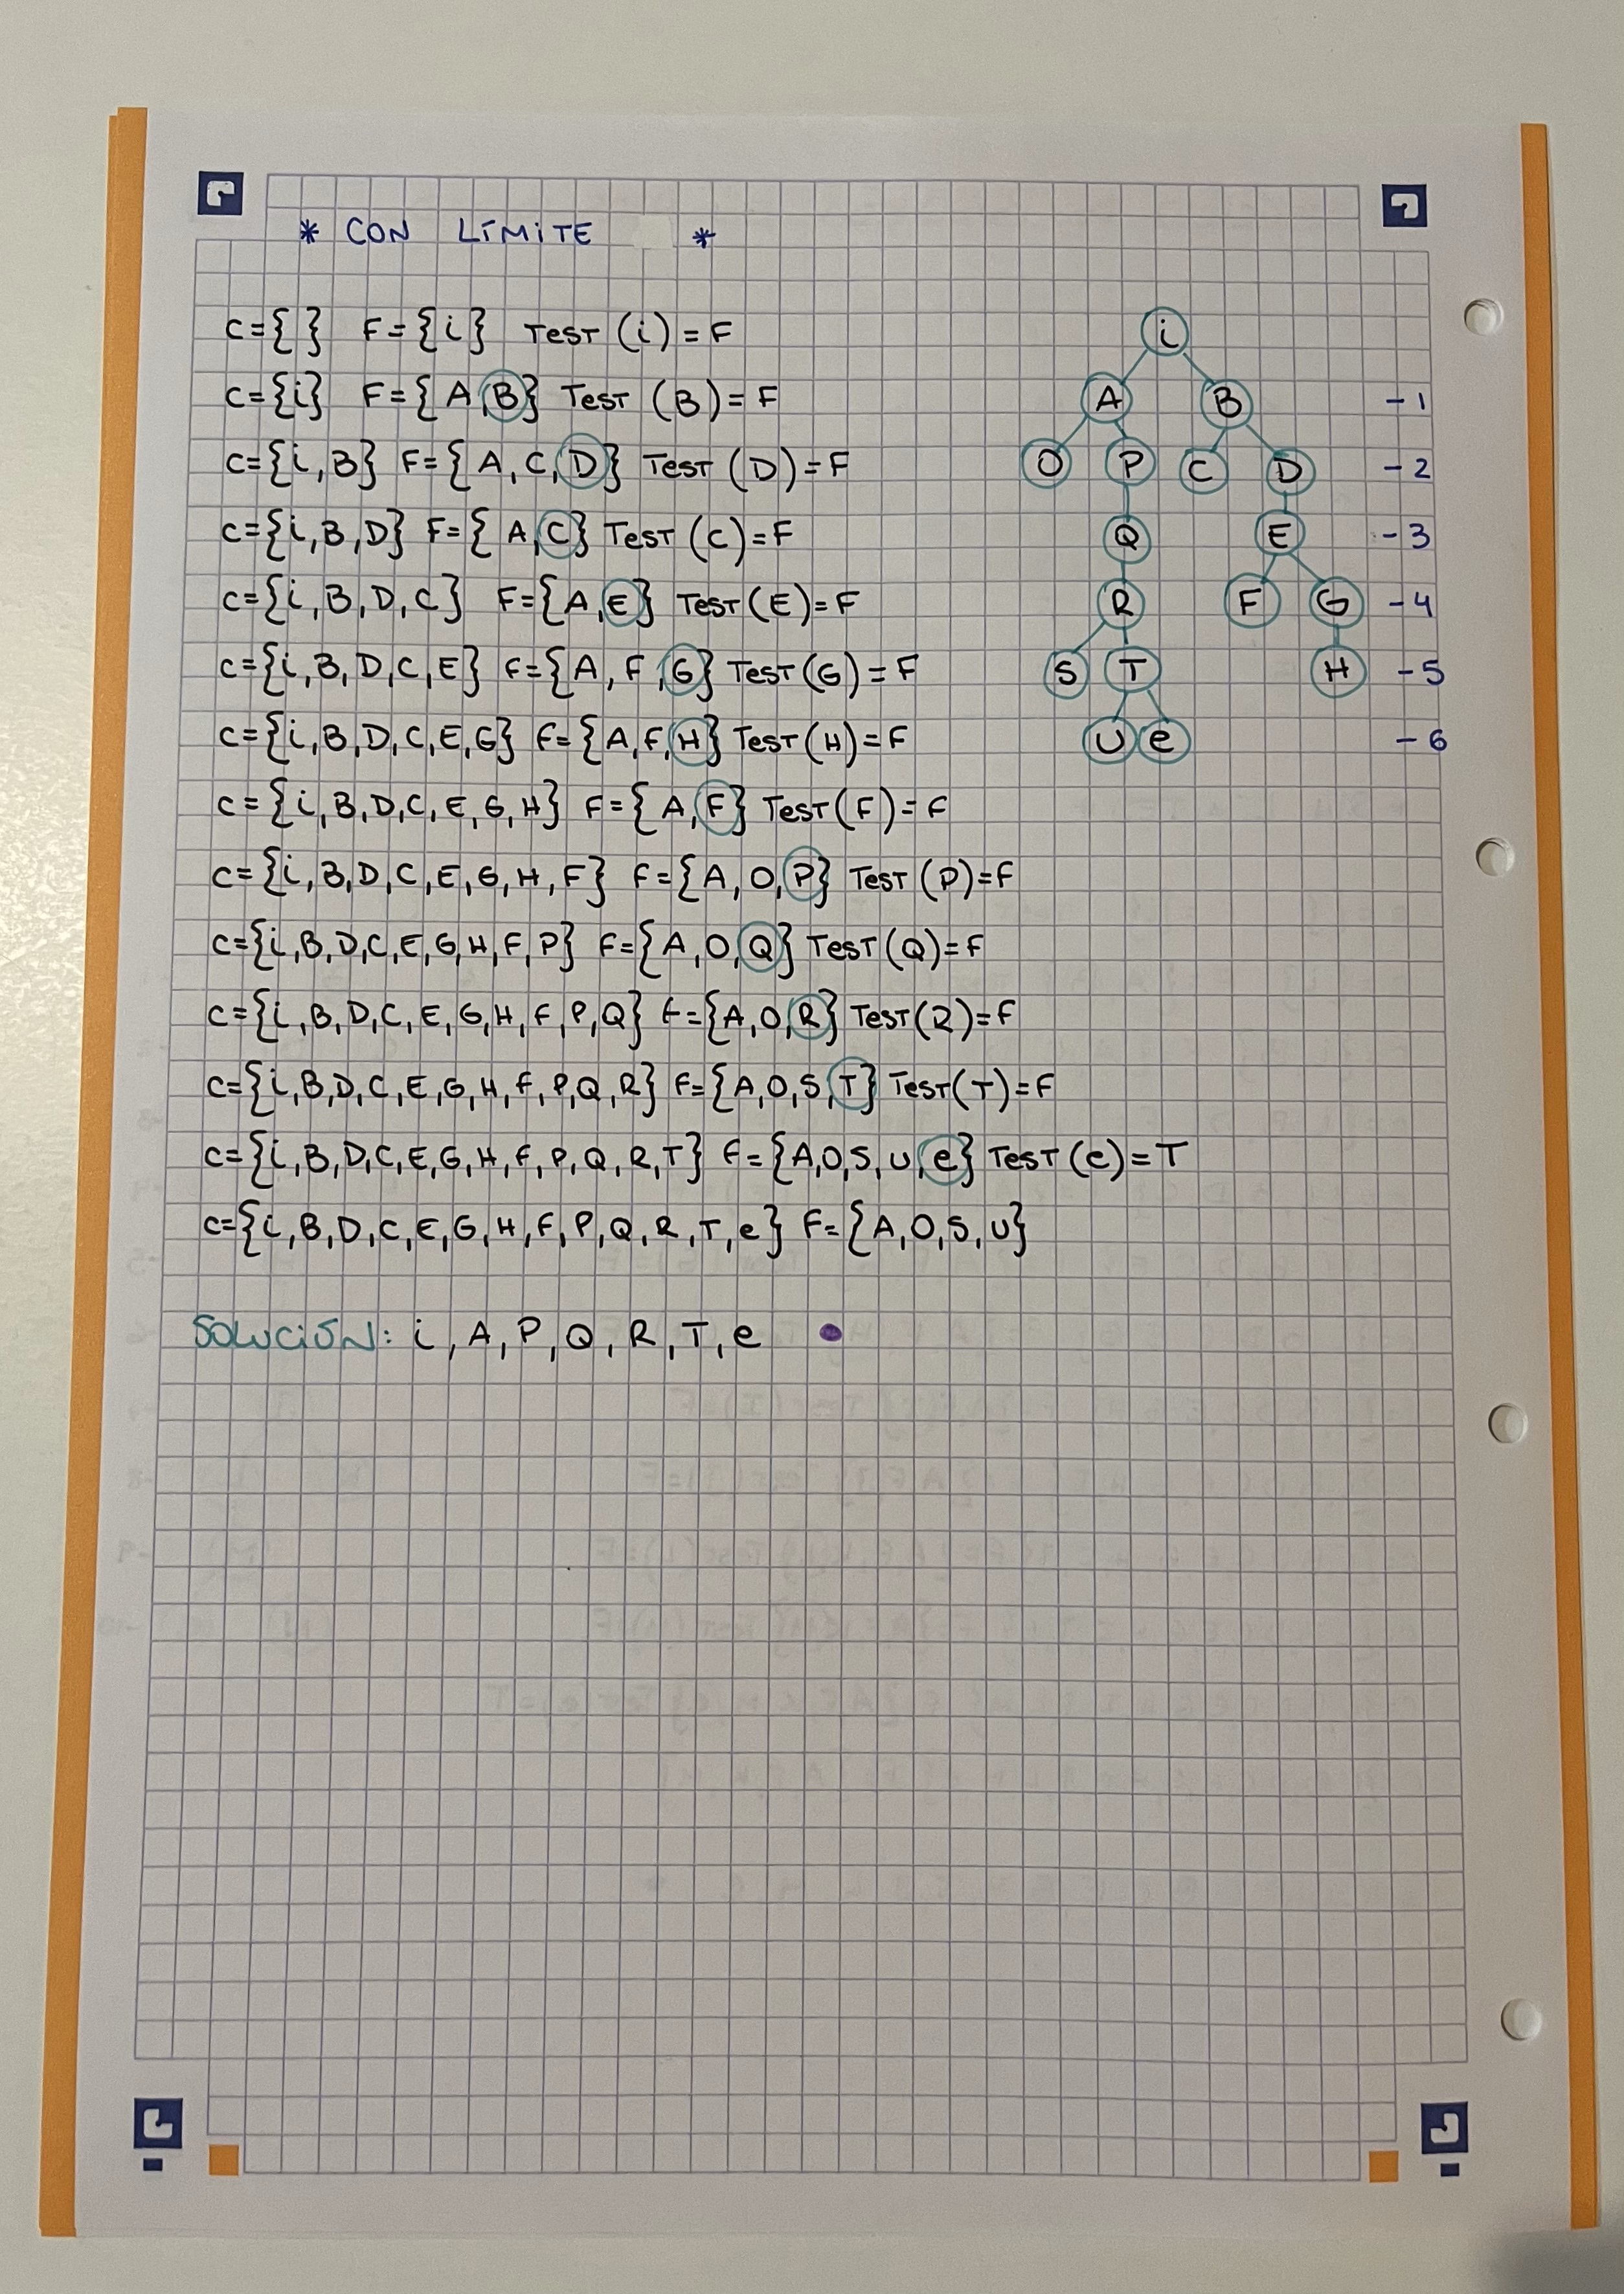 * CON LÍMITE *
C={ } F={i} TEST (i) = F
C={i} F={A,B} TEST (B) = F
C={i,B} F={A,C,D} TEST (D) = F
C={i,B,D} F={A,C} TEST (C) = F
C={i,B,D,C} F={A,E} TEST (E) = F
C={i,B,D,C,E} F={A,F,G} TEST (G) = F
C={i,B,D,C,E,G} F={A,F,H} TEST (H) = F
C={i,B,D,C,E,G,H} F={A,F} TEST (F) = F
C={i,B,D,C,E,G,H,F} F={A,O,P} TEST (P) = F
C={i,B,D,C,E,G,H,F,P} F={A,O,Q} TEST (Q) = F
C={i,B,D,C,E,G,H,F,P,Q} F={A,O,R} TEST (R) = F
C={i,B,D,C,E,G,H,F,P,Q,R} F={A,O,S,T} TEST (T) = F
C={i,B,D,C,E,G,H,F,P,Q,R,T} F={A,O,S,U,e} TEST (e) = T
C={i,B,D,C,E,G,H,F,P,Q,R,T,e} F={A,O,S,U}
SOLUCIÓN: i, A, P, Q, R, T, e
i
A B -1
O P C D -2
Q E -3
R F G -4
S T H -5
U e -6